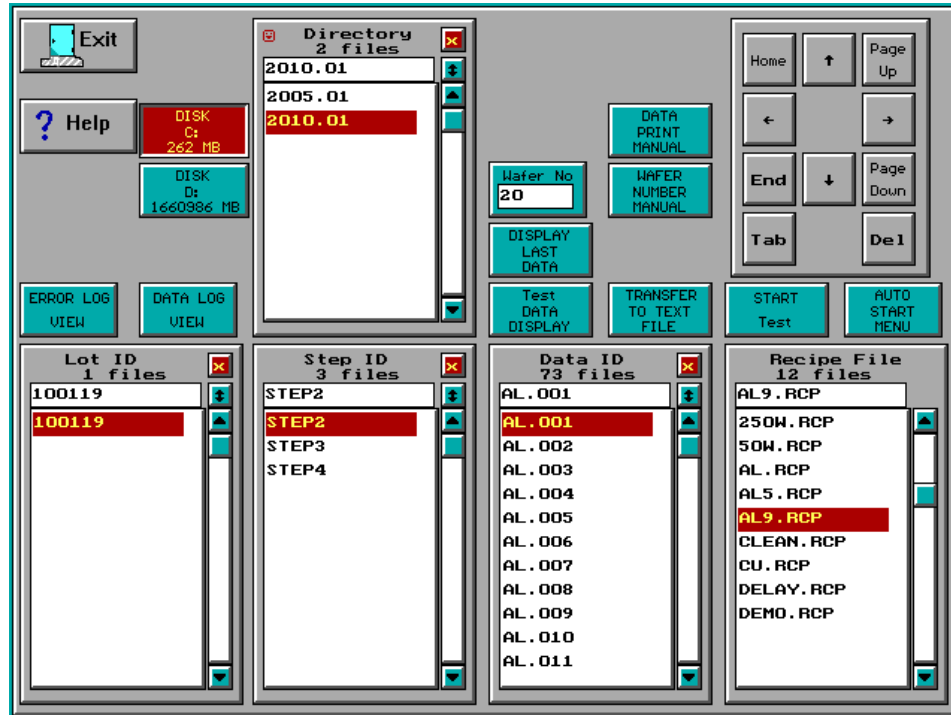 Exit
? Help
DISK
C:
262 MB
DISK
D:
1660986 MB
Directory
2 files
2010.01
2005.01
2010.01
DATA
PRINT
MANUAL
Wafer No
20
WAFER
NUMBER
MANUAL
DISPLAY
LAST
DATA
Home
Page
Up
End
Page
Down
Tab
Del
ERROR LOG
VIEW
DATA LOG
VIEW
Test
DATA
DISPLAY
TRANSFER
TO TEXT
FILE
START
Test
AUTO
START
MENU
Lot ID
1 files
100119
100119
Step ID
3 files
STEP2
STEP2
STEP3
STEP4
Data ID
73 files
AL.001
AL.001
AL.002
AL.003
AL.004
AL.005
AL.006
AL.007
AL.008
AL.009
AL.010
AL.011
Recipe File
12 files
AL9.RCP
250W.RCP
50W.RCP
AL.RCP
AL5.RCP
AL9.RCP
CLEAN.RCP
CU.RCP
DELAY.RCP
DEMO.RCP